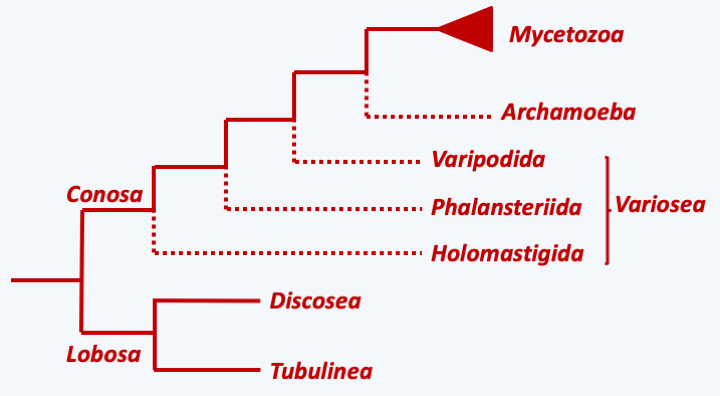 Mycetozoa
Archamoeba
Varipodida
Conosa
Phalansteriida
Variosea
Holomastigida
Discosea
Lobosa
Tubulinea